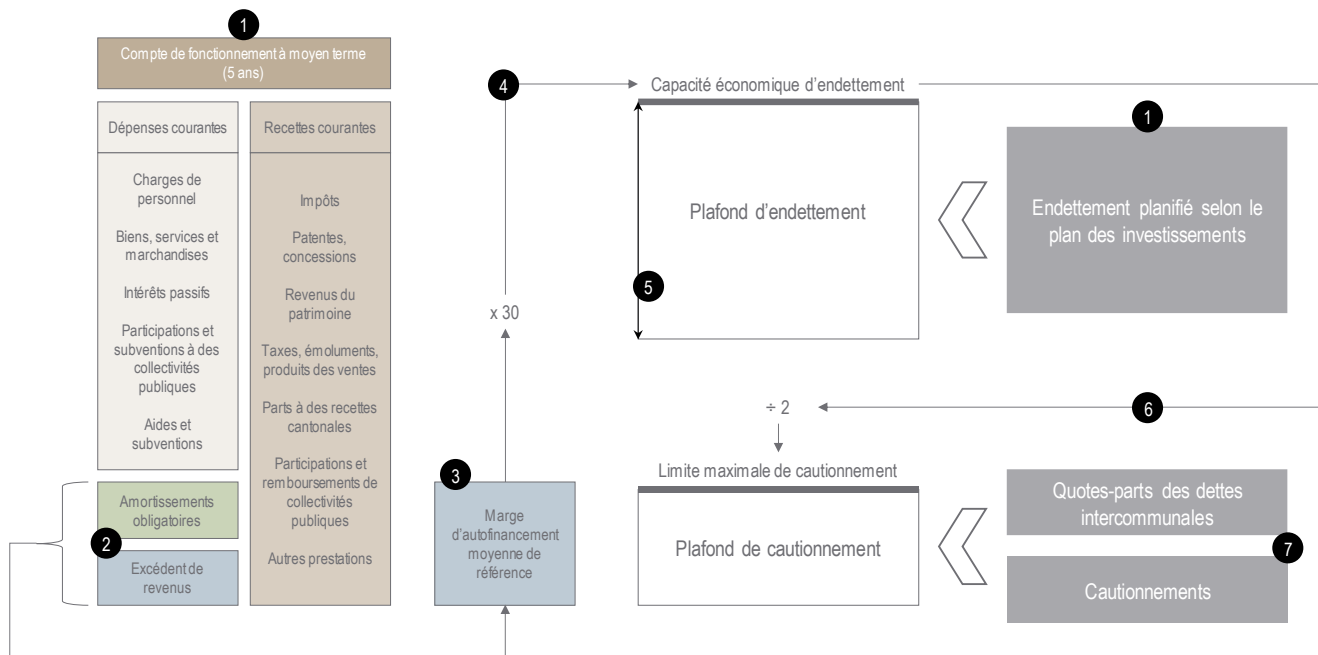 1
Compte de fonctionnement à moyen terme
(5 ans)
Dépenses courantes
Charges de
personnel
Biens, services et
marchandises
Intérêts passifs
Participations et
subventions à des
collectivités
publiques
Aides et
subventions
Amortissements
obligatoires
2
Excédent de
revenus
Recettes courantes
Impôts
Patentes,
concessions
Revenus du
patrimoine
Taxes, émoluments,
produits des ventes
Parts à des recettes
cantonales
Participations et
remboursements de
collectivités
publiques
Autres prestations
3
Marge
d'autofinancement
moyenne de
référence
x 30
4
Capacité économique d'endettement
Plafond d'endettement
5
1
Endettement planifié selon le
plan des investissements
6
÷ 2
Limite maximale de cautionnement
Plafond de cautionnement
Quotes-parts des dettes
intercommunales
7
Cautionnements